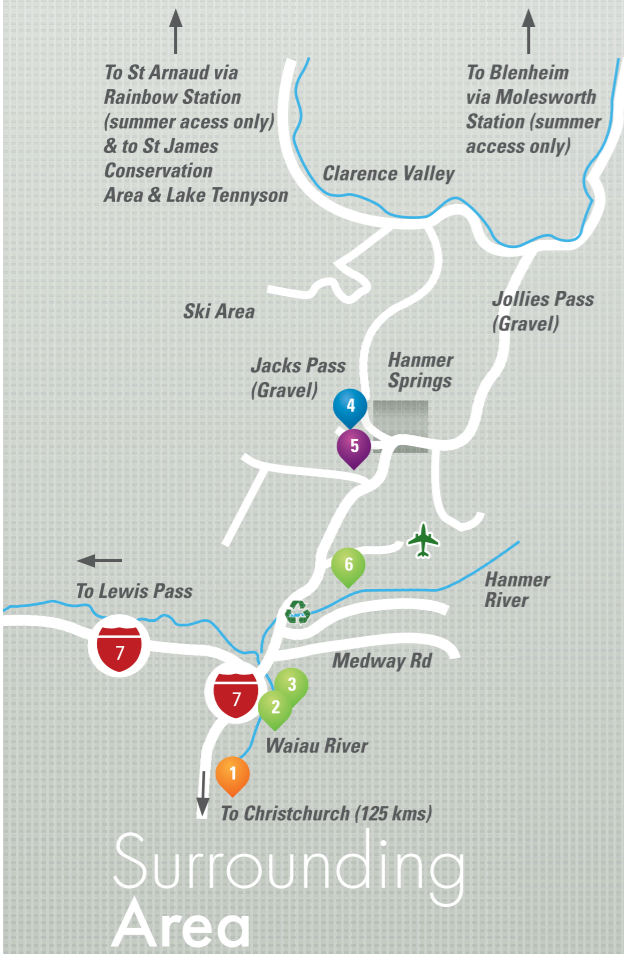 To St Arnaud via
Rainbow Station
(summer acess only)
& to St James
Conservation
Area & Lake Tennyson
To Blenheim
via Molesworth
Station (summer
access only)
Clarence Valley
Ski Area
Jollies Pass
(Gravel)
Jacks Pass
(Gravel)
Hanmer
Springs
4
5
6
To Lewis Pass
Hanmer
River
7
Medway Rd
7
3
2
Waiau River
1
To Christchurch (125 kms)
Surrounding
Area